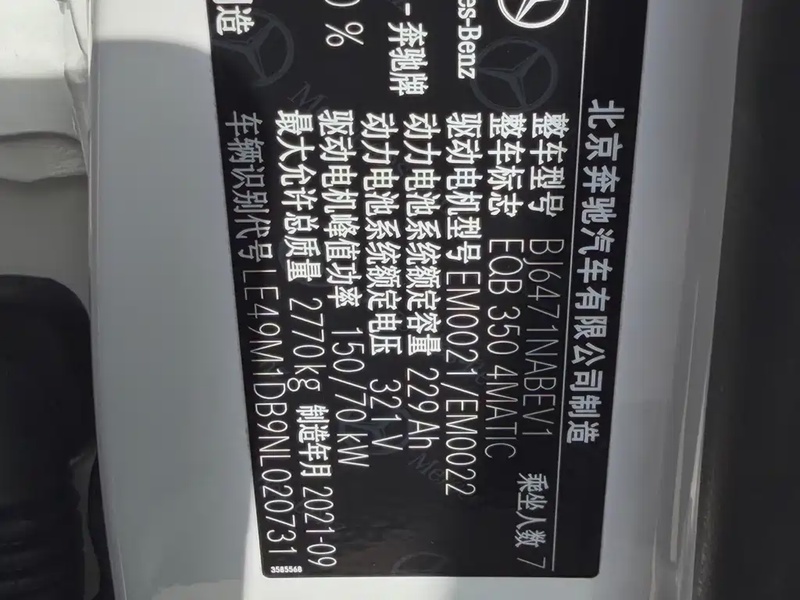 北京奔驰汽车有限公司制造
整车型号 BJ6471NABEV1 乘坐人数 7
整车标志 EQB 350 4MATIC
驱动电机型号 EM0021/EM0022
动力电池系统额定容量 229Ah
动力电池系统额定电压 321V
驱动电机峰值功率 150/70kW
最大允许总质量 2770kg 制造年月 2021-09
车辆识别代号 LE49M1DB9NL020731
3585568
es-Benz
- 奔驰牌
0 %
造